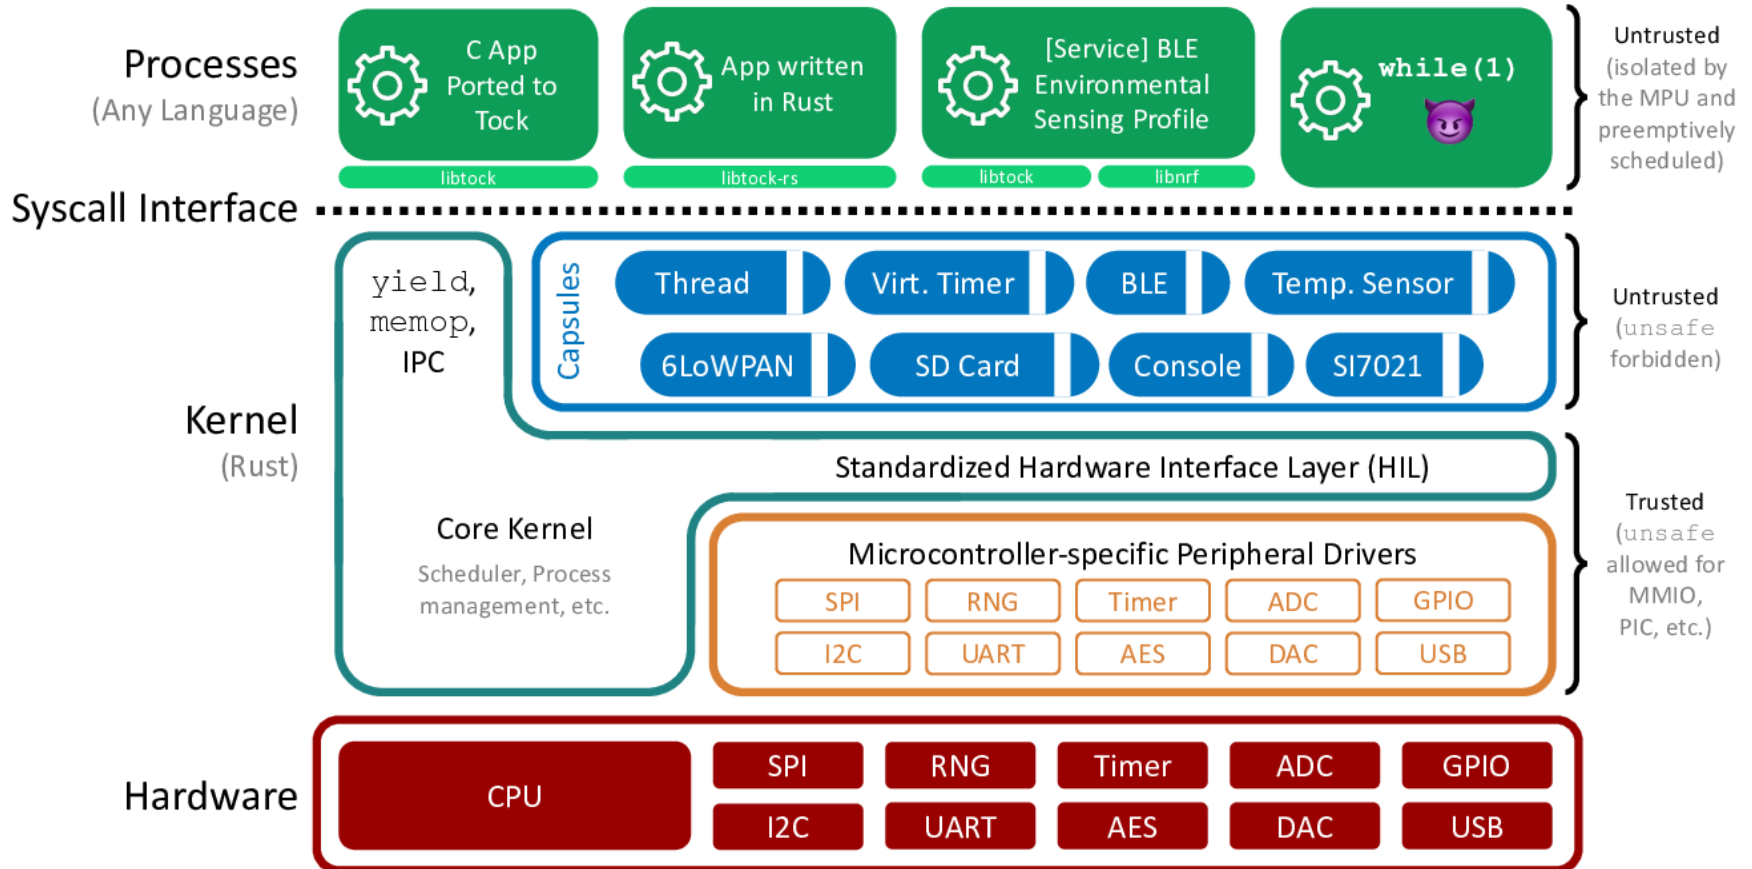 Processes
(Any Language)
C App
Ported to
Tock
libtock
App written
in Rust
libtock-rs
[Service] BLE
Environmental
Sensing Profile
libtock
libnrf
while(1)
Untrusted
(isolated by
the MPU and
preemptively
scheduled)
Syscall Interface
Kernel
(Rust)
yield,
memop,
IPC
Capsules
Thread
Virt. Timer
BLE
Temp. Sensor
6LoWPAN
SD Card
Console
SI7021
Untrusted
(unsafe
forbidden)
Standardized Hardware Interface Layer (HIL)
Core Kernel
Scheduler, Process
management, etc.
Microcontroller-specific Peripheral Drivers
SPI
RNG
Timer
ADC
GPIO
I2C
UART
AES
DAC
USB
Trusted
(unsafe
allowed for
MMIO,
PIC, etc.)
Hardware
CPU
SPI
RNG
Timer
ADC
GPIO
I2C
UART
AES
DAC
USB